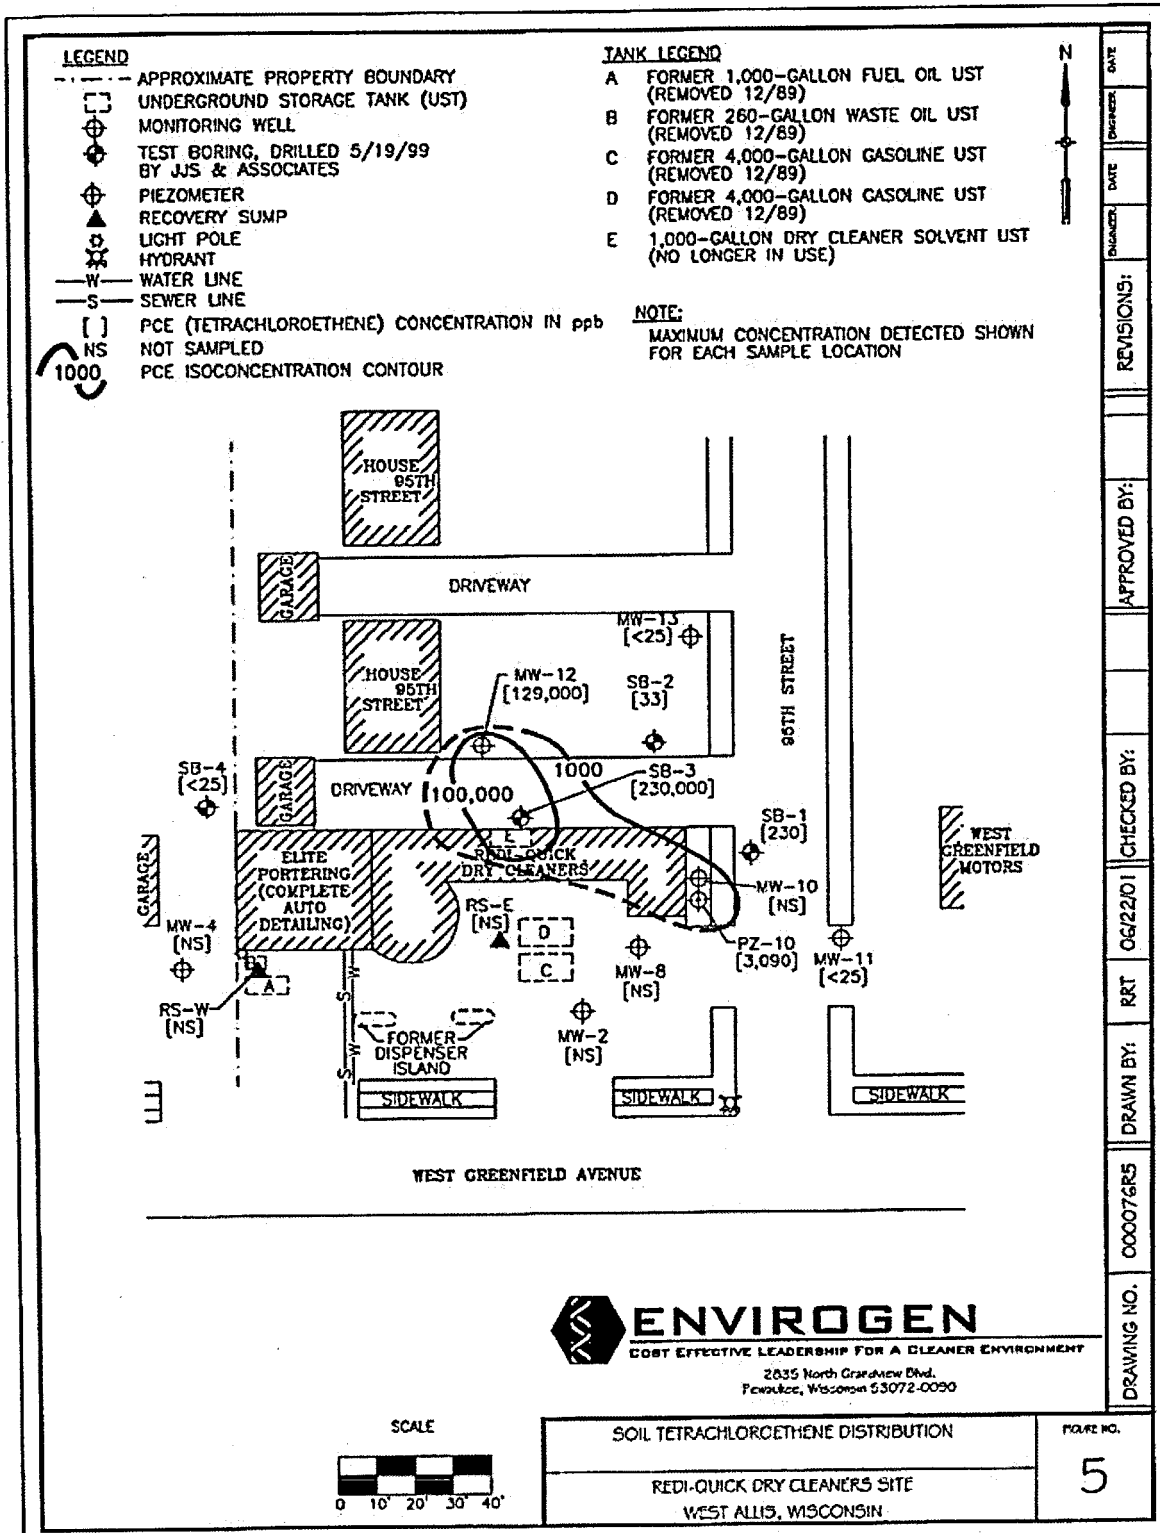 LEGEND
APPROXIMATE PROPERTY BOUNDARY
UNDERGROUND STORAGE TANK (UST)
MONITORING WELL
TEST BORING, DRILLED 5/19/99
BY JJS & ASSOCIATES
PIEZOMETER
RECOVERY SUMP
LIGHT POLE
HYDRANT
W WATER LINE
S SEWER LINE
[ ] PCE (TETRACHLOROETHENE) CONCENTRATION IN ppb
NS NOT SAMPLED
1000 PCE ISOCONCENTRATION CONTOUR
TANK LEGEND
A FORMER 1,000-GALLON FUEL OIL UST
(REMOVED 12/89)
B FORMER 260-GALLON WASTE OIL UST
(REMOVED 12/89)
C FORMER 4,000-GALLON GASOLINE UST
(REMOVED 12/89)
D FORMER 4,000-GALLON GASOLINE UST
(REMOVED 12/89)
E 1,000-GALLON DRY CLEANER SOLVENT UST
(NO LONGER IN USE)
NOTE:
MAXIMUM CONCENTRATION DETECTED SHOWN
FOR EACH SAMPLE LOCATION
N
HOUSE
95TH
STREET
GARAGE
DRIVEWAY
MW-13
[<25]
HOUSE
95TH
STREET
MW-12
[129,000]
SB-2
[33]
95TH STREET
SB-4
[<25]
GARAGE
DRIVEWAY
100,000
1000
SB-3
[230,000]
SB-1
[230]
WEST
GREENFIELD
MOTORS
GARAGE
ELITE
PORTERING
(COMPLETE
AUTO
DETAILING)
E
REDI-QUICK
DRY CLEANERS
MW-10
[NS]
RS-E
[NS]
D
C
MW-4
[NS]
MW-8
[NS]
PZ-10
[3,090]
MW-11
[<25]
B
A
RS-W
[NS]
W
S
W
S
W
S
FORMER
DISPENSER
ISLAND
MW-2
[NS]
SIDEWALK
SIDEWALK
SIDEWALK
WEST GREENFIELD AVENUE
ENVIROGEN
COST EFFECTIVE LEADERSHIP FOR A CLEANER ENVIRONMENT
2835 North Grandview Blvd.
Pewaukee, Wisconsin 53072-0090
SCALE
0 10' 20' 30' 40'
SOIL TETRACHLOROETHENE DISTRIBUTION
REDI-QUICK DRY CLEANERS SITE
WEST ALLIS, WISCONSIN
FIGURE NO.
5
DATE
ENGINEER
DATE
ENGINEER
REVISIONS:
APPROVED BY:
CHECKED BY:
06/22/01
RRT
DRAWN BY:
00076R5
DRAWING NO.